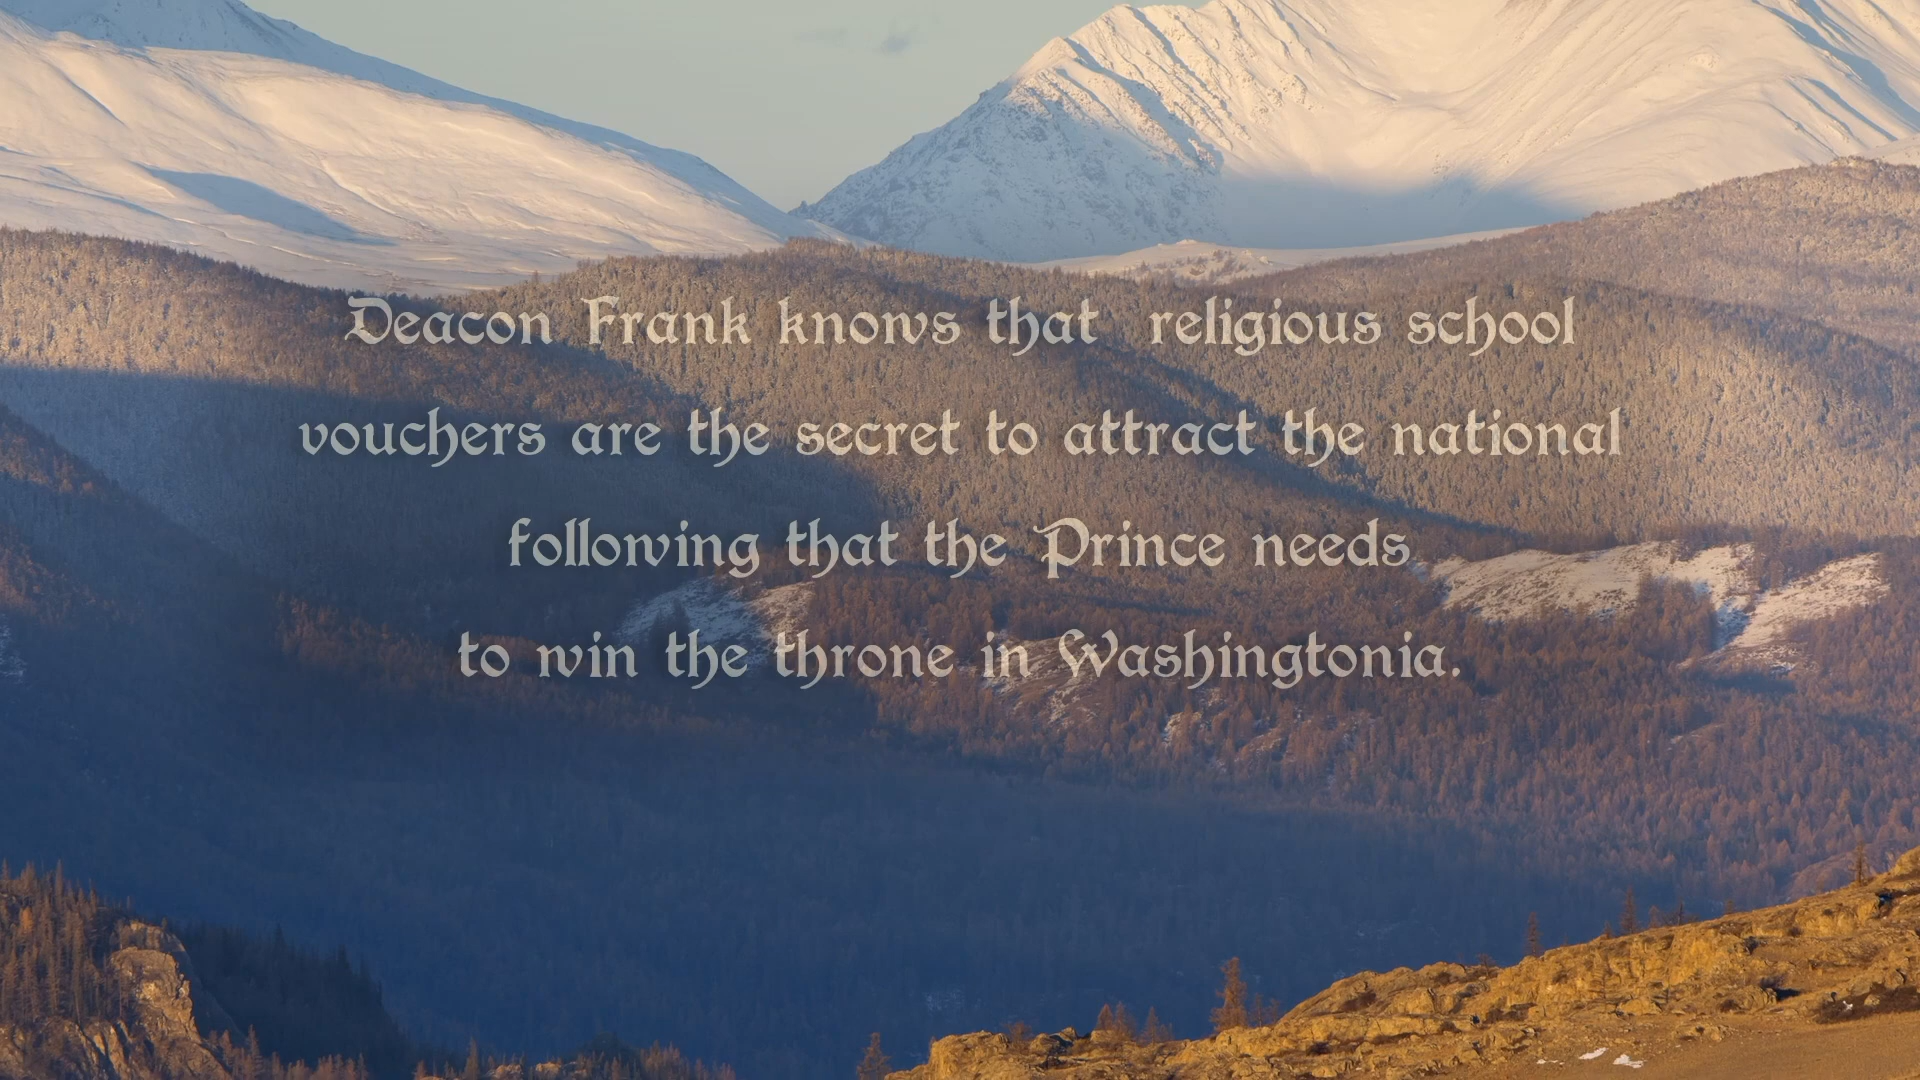 Deacon Frank knows that religious school
vouchers are the secret to attract the national
following that the Prince needs
to win the throne in Washingtonia.